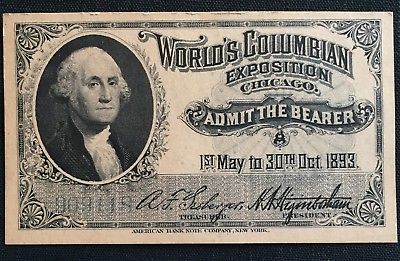 WORLD'S COLUMBIAN
EXPOSITION
CHICAGO.
ADMIT THE BEARER
1ST May to 30TH Oct. 1893.
TREASURER. PRESIDENT
AMERICAN BANK NOTE COMPANY, NEW YORK.